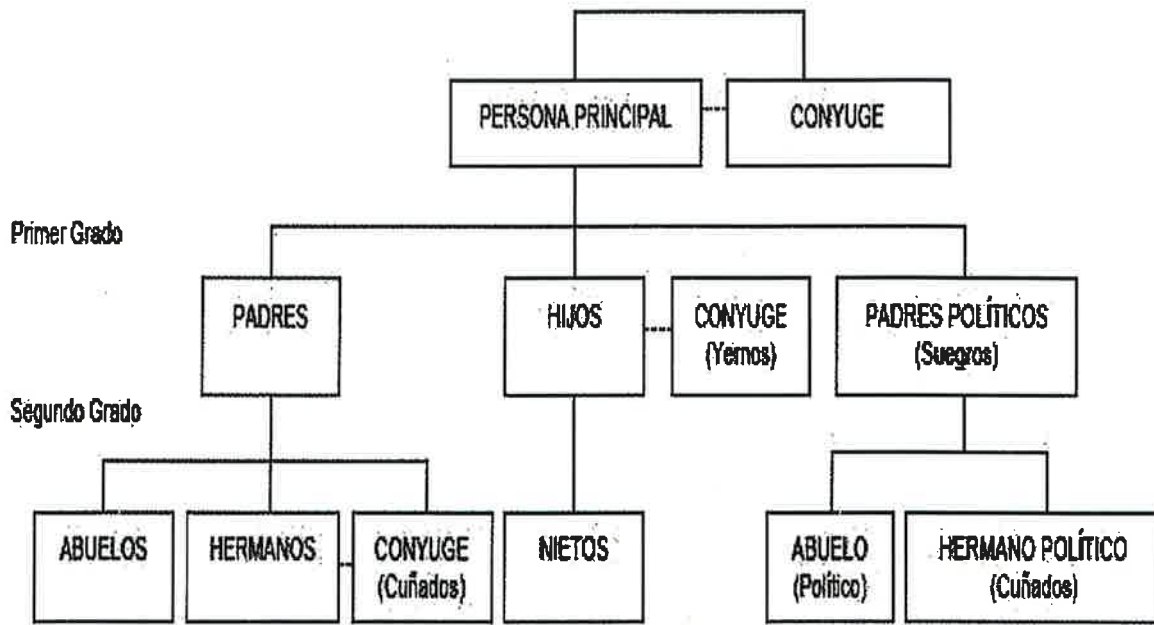 PERSONA PRINCIPAL
CONYUGE
Primer Grado
PADRES
HIJOS
CONYUGE
(Yernos)
PADRES POLÍTICOS
(Suegros)
Segundo Grado
ABUELOS
HERMANOS
CONYUGE
(Cuñados)
NIETOS
ABUELO
(Político)
HERMANO POLÍTICO
(Cuñados)